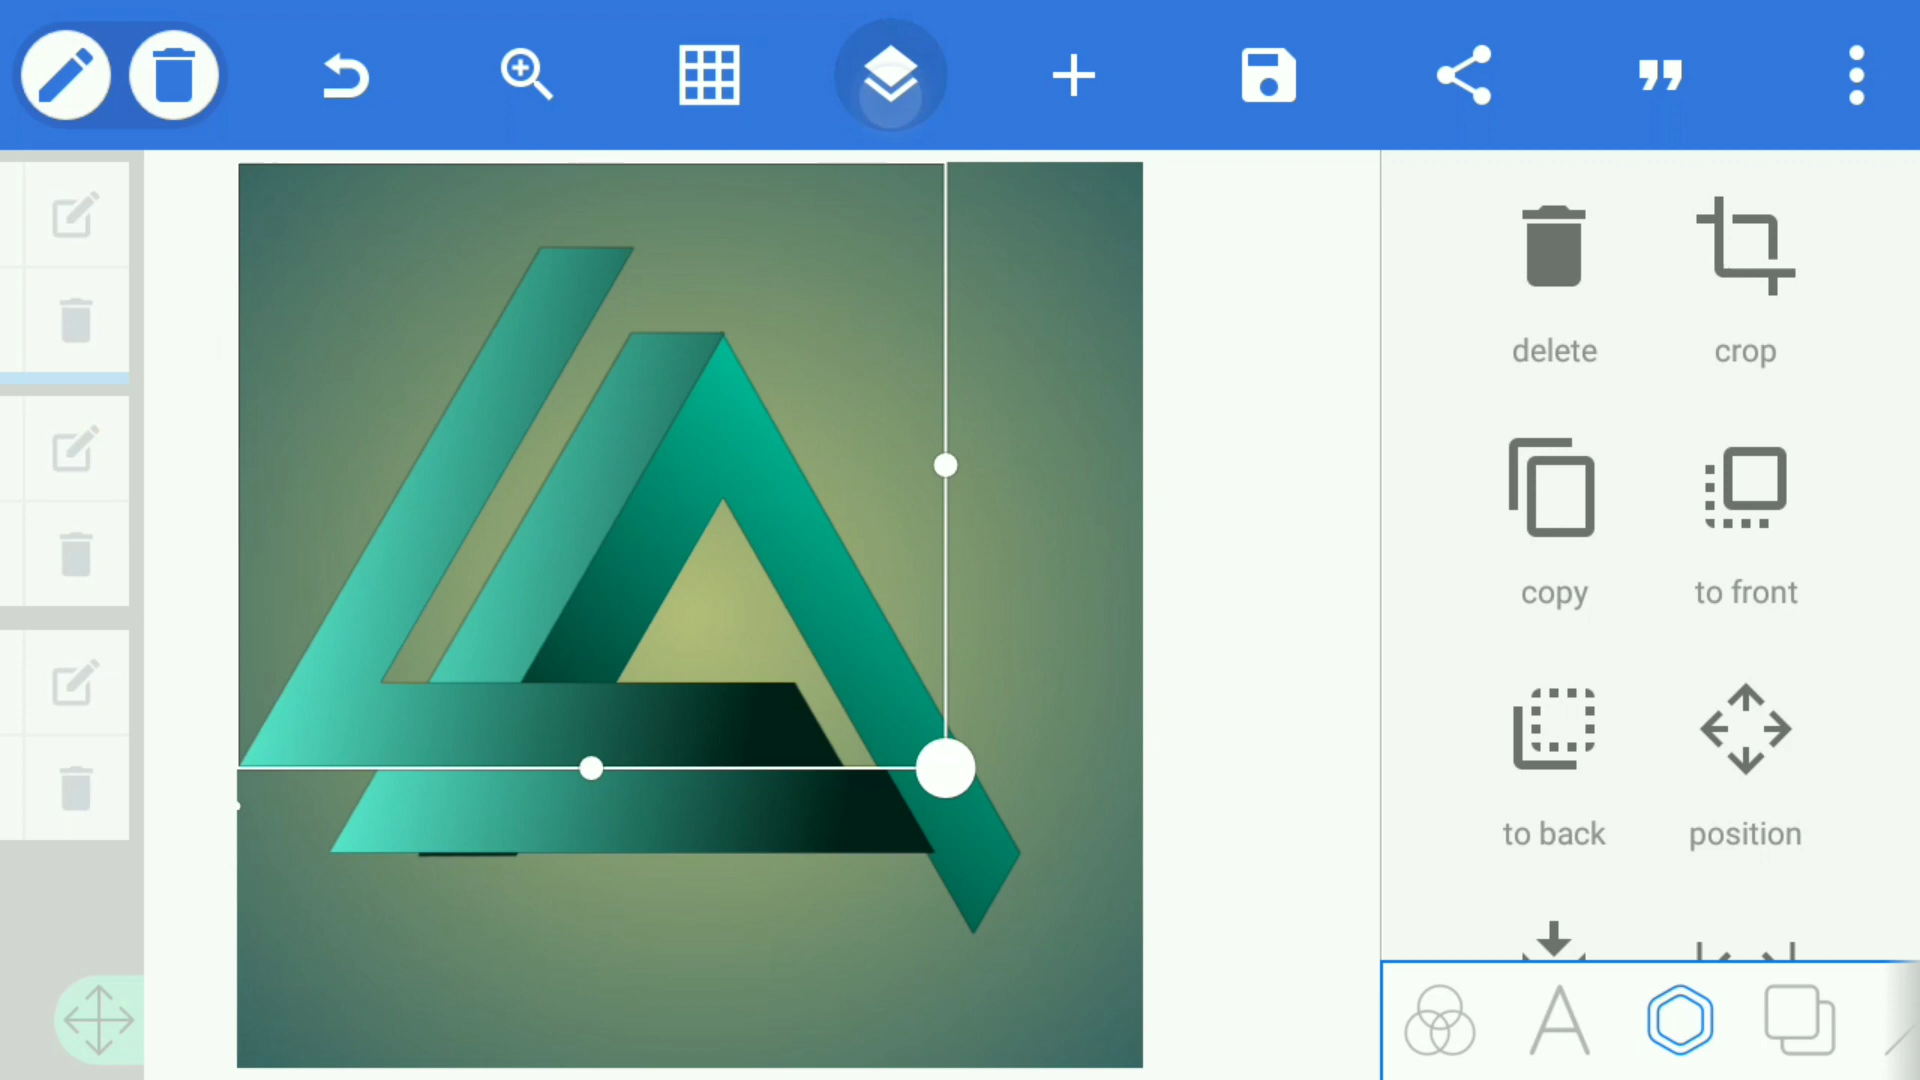 delete
crop
copy
to front
to back
position